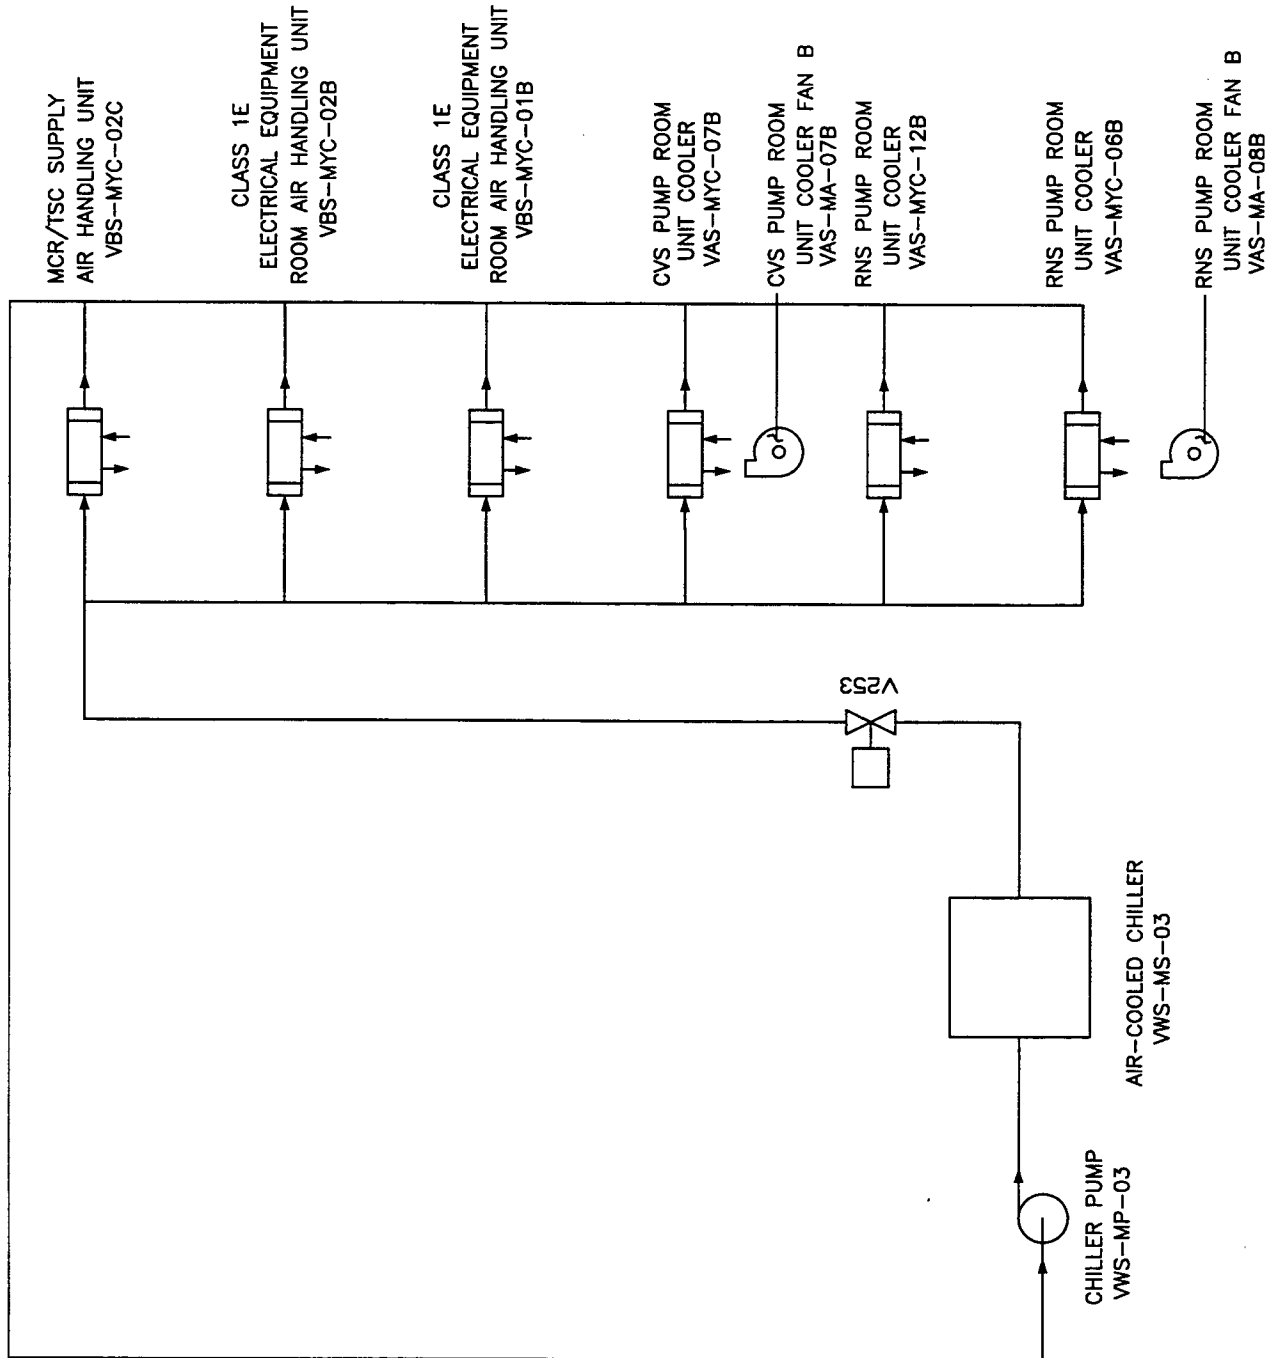 MCR/TSC SUPPLY
AIR HANDLING UNIT
VBS-MYC-02C
CLASS 1E
ELECTRICAL EQUIPMENT
ROOM AIR HANDLING UNIT
VBS-MYC-02B
CLASS 1E
ELECTRICAL EQUIPMENT
ROOM AIR HANDLING UNIT
VBS-MYC-01B
CVS PUMP ROOM
UNIT COOLER
VAS-MYC-07B
CVS PUMP ROOM
UNIT COOLER FAN B
VAS-MA-07B
RNS PUMP ROOM
UNIT COOLER
VAS-MYC-12B
RNS PUMP ROOM
UNIT COOLER
VAS-MYC-06B
RNS PUMP ROOM
UNIT COOLER FAN B
VAS-MA-08B
V253
AIR-COOLED CHILLER
VWS-MS-03
CHILLER PUMP
VWS-MP-03